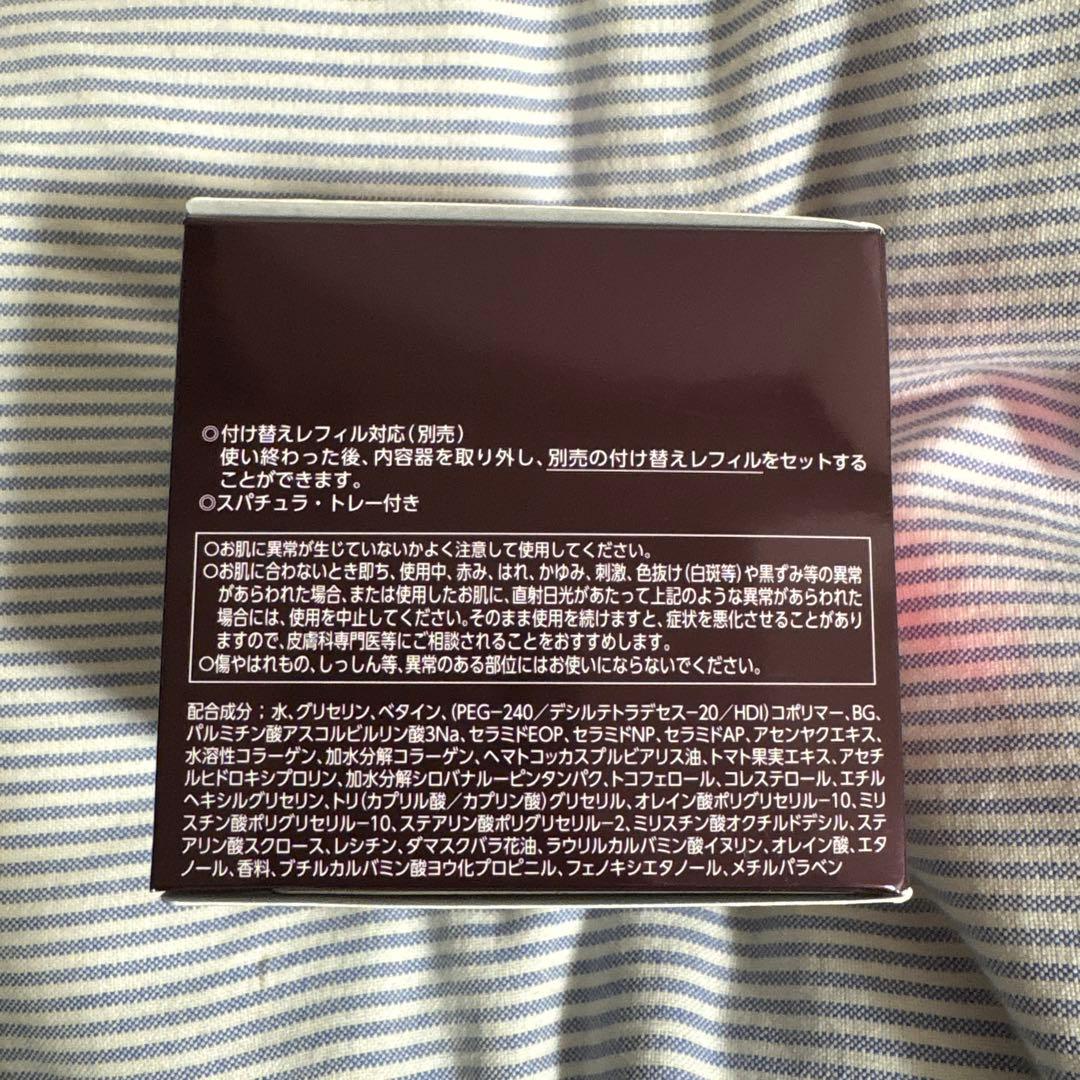 ◎付け替えレフィル対応(別売)
使い終わった後、内容器を取り外し、別売の付け替えレフィルをセットする
ことができます。
◎スパチュラ・トレー付き
○お肌に異常が生じていないかよく注意して使用してください。
○お肌に合わないとき即ち、使用中、赤み、はれ、かゆみ、刺激、色抜け(白斑等)や黒ずみ等の異常
があらわれた場合、または使用したお肌に、直射日光があたって上記のような異常があらわれた
場合には、使用を中止してください。そのまま使用を続けますと、症状を悪化させることがあり
ますので、皮膚科専門医等にご相談されることをおすすめします。
○傷やはれもの、しっしん等、異常のある部位にはお使いにならないでください。
配合成分;水、グリセリン、ベタイン、(PEG-240/デシルテトラデセス-20/HDI)コポリマー、BG、
パルミチン酸アスコルビルリン酸3Na、セラミドEOP、セラミドNP、セラミドAP、アセンヤクエキス、
水溶性コラーゲン、加水分解コラーゲン、ヘマトコッカスプルビアリス油、トマト果実エキス、アセチ
ルヒドロキシプロリン、加水分解シロバナルーピンタンパク、トコフェロール、コレステロール、エチル
ヘキシルグリセリン、トリ(カプリル酸/カプリン酸)グリセリル、オレイン酸ポリグリセリル-10、ミリ
スチン酸ポリグリセリル-10、ステアリン酸ポリグリセリル-2、ミリスチン酸オクチルドデシル、ステ
アリン酸スクロース、レシチン、ダマスクバラ花油、ラウリルカルバミン酸イヌリン、オレイン酸、エタ
ノール、香料、ブチルカルバミン酸ヨウ化プロピニル、フェノキシエタノール、メチルパラベン